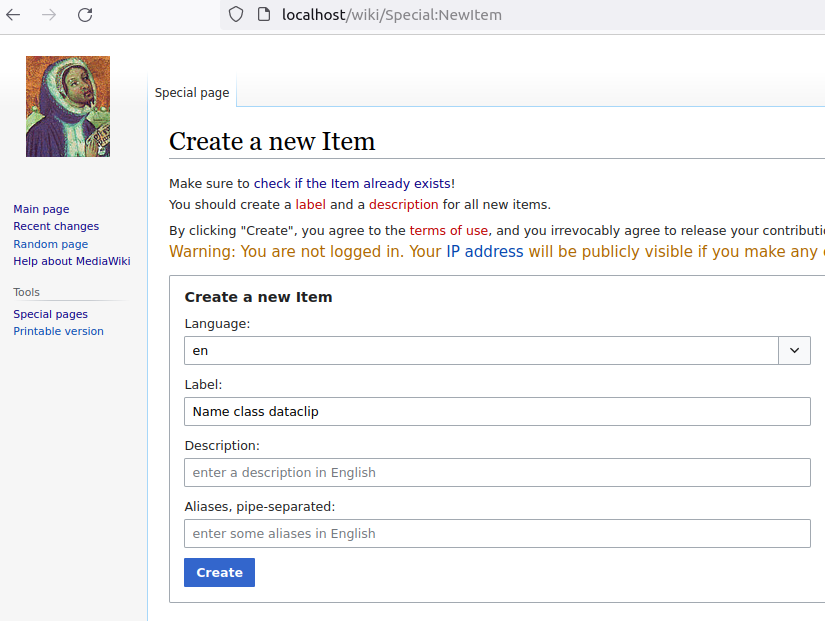 localhost/wiki/Special:NewItem
Special page
Create a new Item
Make sure to check if the Item already exists!
You should create a label and a description for all new items.
By clicking "Create", you agree to the terms of use, and you irrevocably agree to release your contributi
Warning: You are not logged in. Your IP address will be publicly visible if you make any
Main page
Recent changes
Random page
Help about MediaWiki
Tools
Special pages
Printable version
Create a new Item
Language:
en
Label:
Name class dataclip
Description:
enter a description in English
Aliases, pipe-separated:
enter some aliases in English
Create